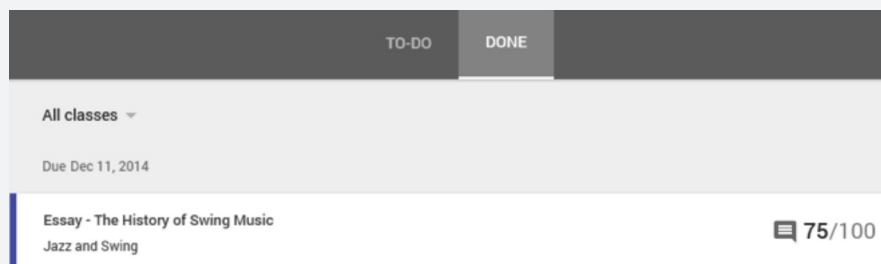 TO-DO DONE
All classes
Due Dec 11, 2014
Essay - The History of Swing Music
75/100
Jazz and Swing